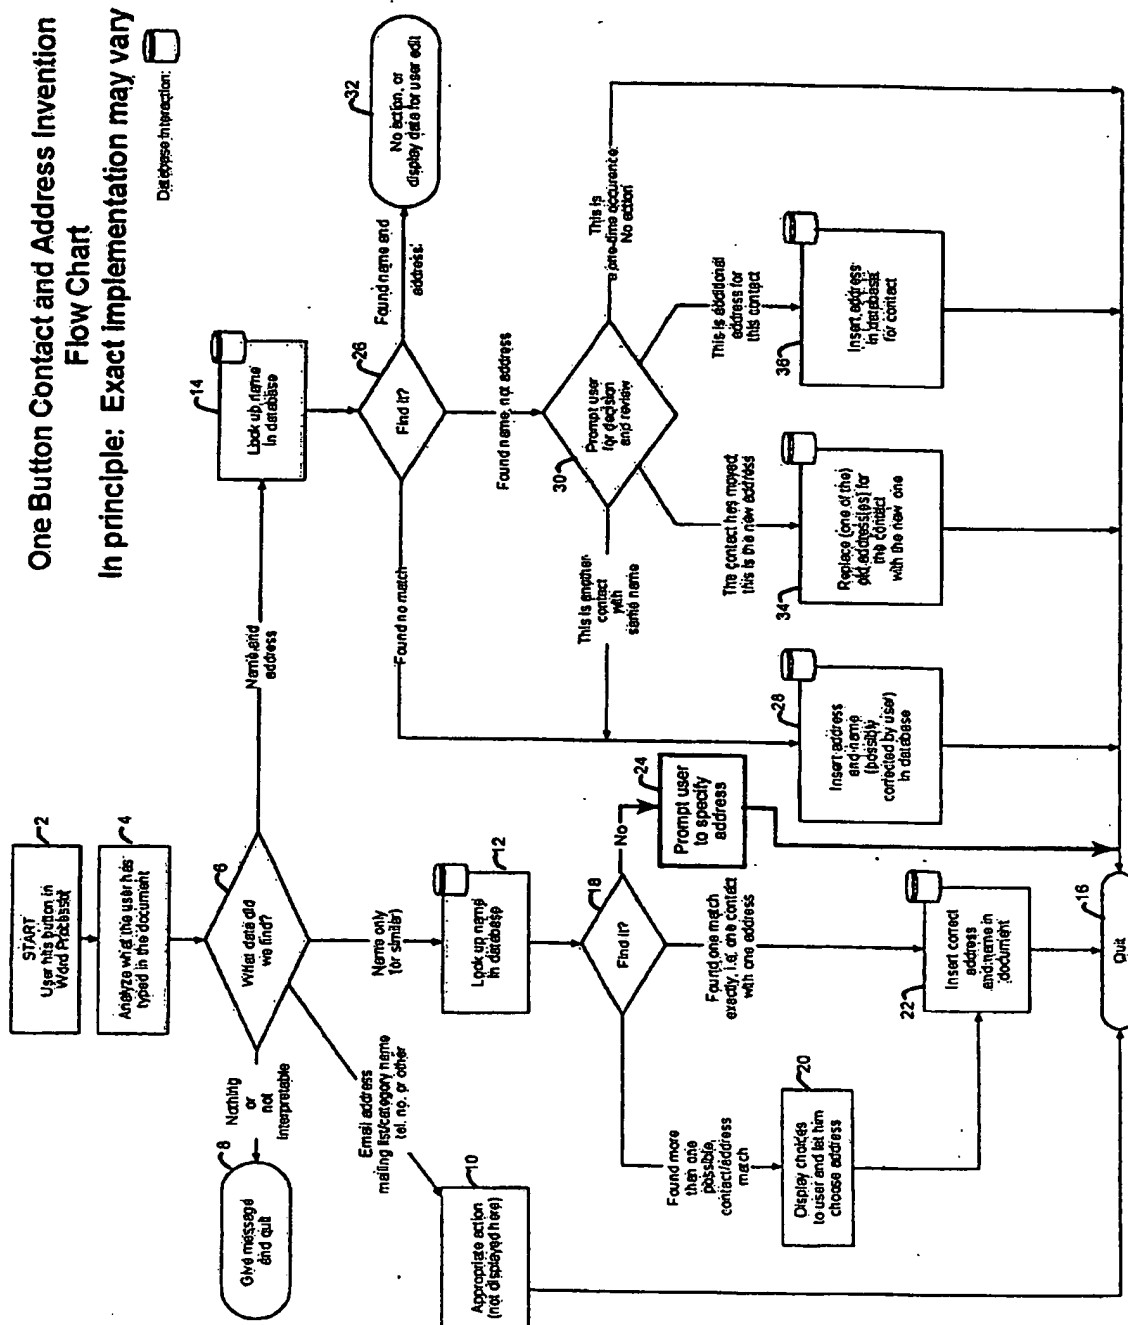 One Button Contact and Address Invention
Flow Chart
In principle: Exact implementation may vary
Database Interaction:
2
START
User hits button in
Word Processor
4
Analyze what the user has
typed in the document
6
What data did
we find?
Nothing
or
not
Interpretable
8
Give message
and quit
Email address
mailing list/category name
tel. no. or other
10
Appropriate action
(not displayed here)
Name only
(or similar)
12
Look up name
in database
Name and
address
14
Look up name
in database
18
Find it?
No
24
Prompt user
to specify
address
Found one match
exactly, i.e. one contact
with one address
Found more
than one
possible,
contact/address
match
20
Display choices
to user and let him
choose address
22
Insert correct
address
and name in
document
16
Quit
26
Find it?
Found name and
address:
32
No action, or
display data for user edit
Found no match
Found name, not address
30
Prompt user
for decision
and review
This is another
contact
with
same name
The contact has moved,
this is the new address
This is additional
address for
this contact
This is
a one-time occurence:
No action
28
Insert address
and name
(possibly
corrected by user)
in database
34
Replace (one of the)
old address(es) for
the contact
with the new one
36
Insert address
in database
for contact